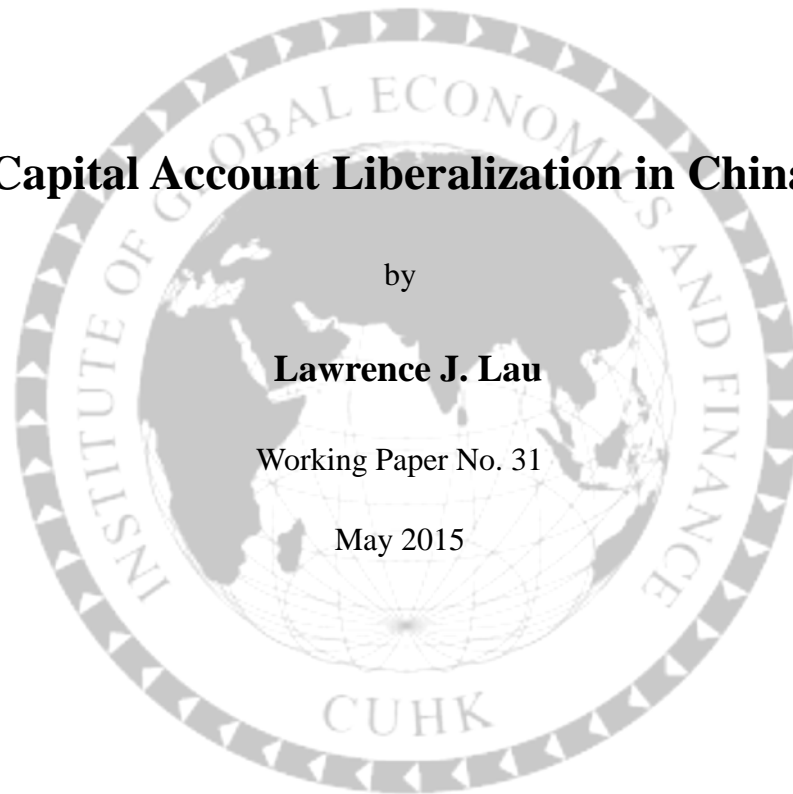 Capital Account Liberalization in China
by
Lawrence J. Lau
Working Paper No. 31
May 2015
INSTITUTE OF GLOBAL ECONOMICS AND FINANCE
CUHK